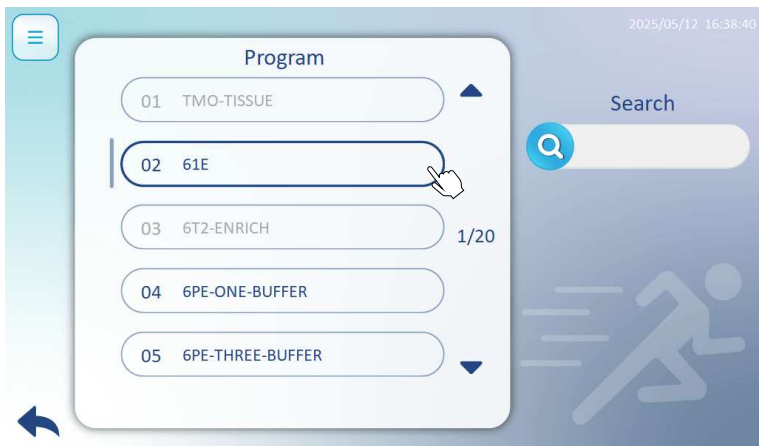 2025/05/12 16:38:40
Program
01 TMO-TISSUE
02 61E
03 6T2-ENRICH
04 6PE-ONE-BUFFER
05 6PE-THREE-BUFFER
1/20
Search